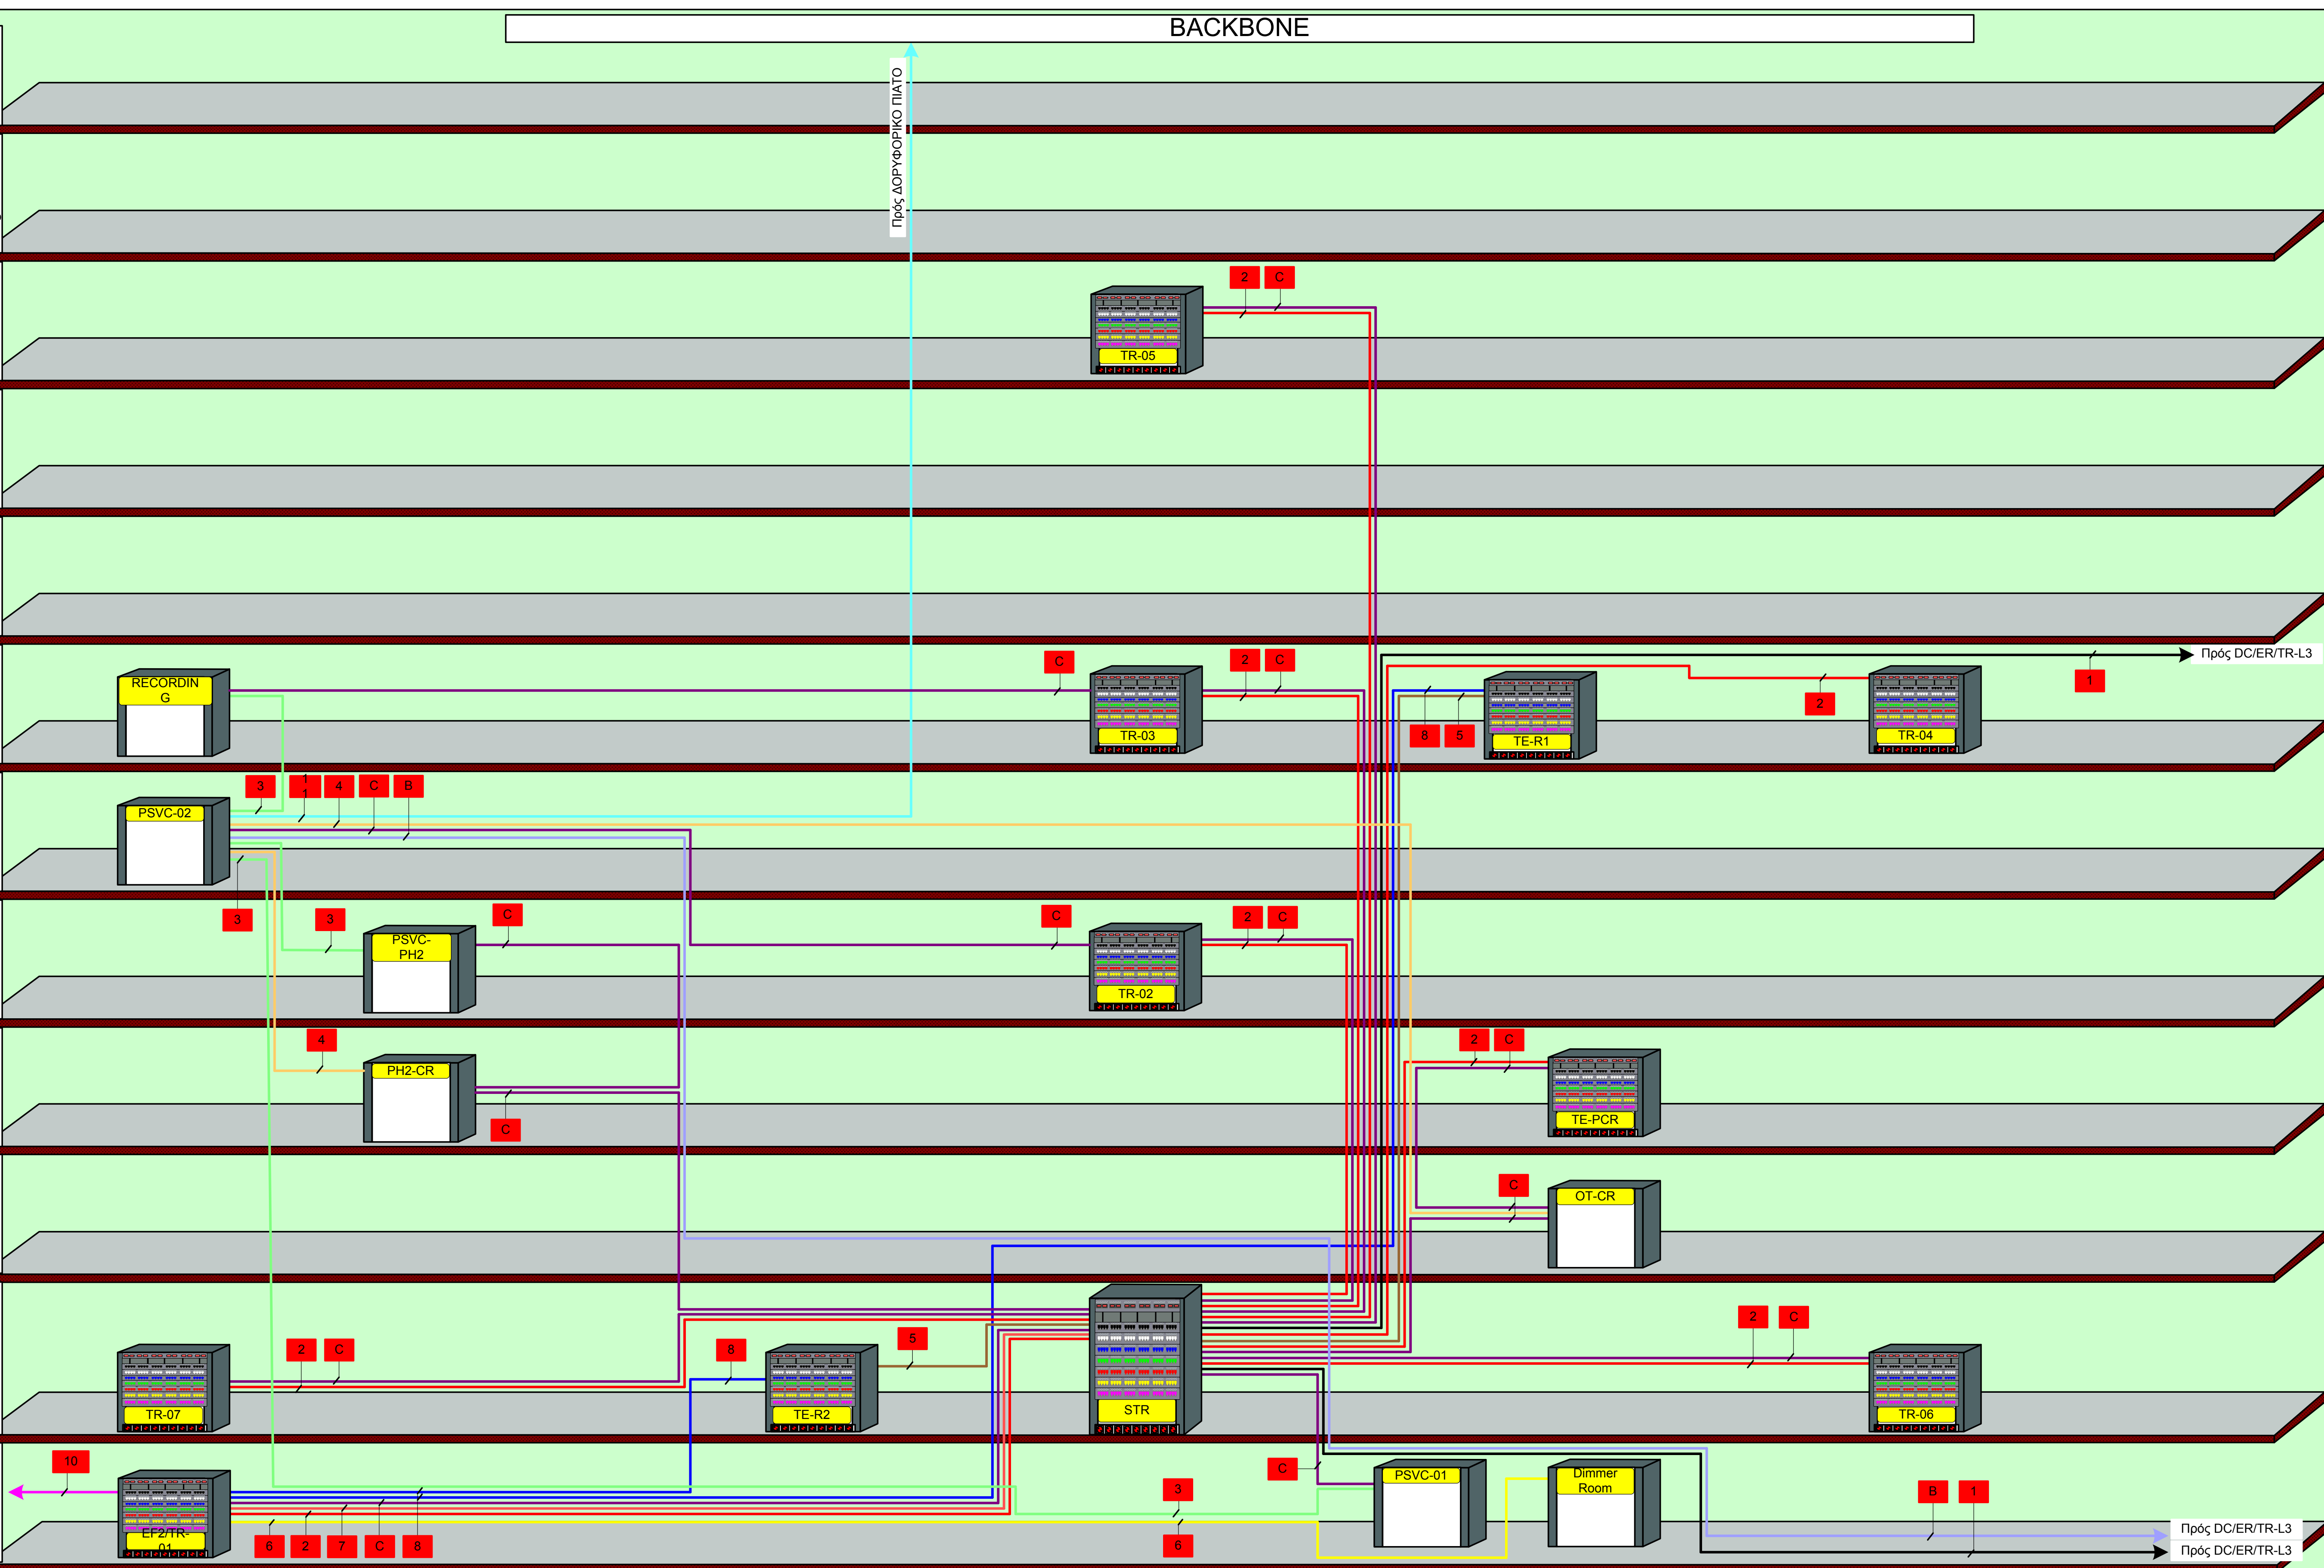 BACKBONE
Πρός ΔΟΡΥΦΟΡΙΚΟ ΠΙΑΤΟ
2 C
TR-05
C
2 C
Πρός DC/ER/TR-L3
1
2
RECORDIN
G
TR-03
8 5
TE-R1
TR-04
3
1
1
4 C B
PSVC-02
3
3
C
C
2 C
PSVC-
PH2
TR-02
4
2 C
PH2-CR
C
TE-PCR
C
OT-CR
2 C
8
5
2 C
TR-07
TE-R2
STR
TR-06
10
C
PSVC-01
Dimmer
Room
3
B 1
EF2/TR-
01
6 2 7 C 8
6
Πρός DC/ER/TR-L3
Πρός DC/ER/TR-L3